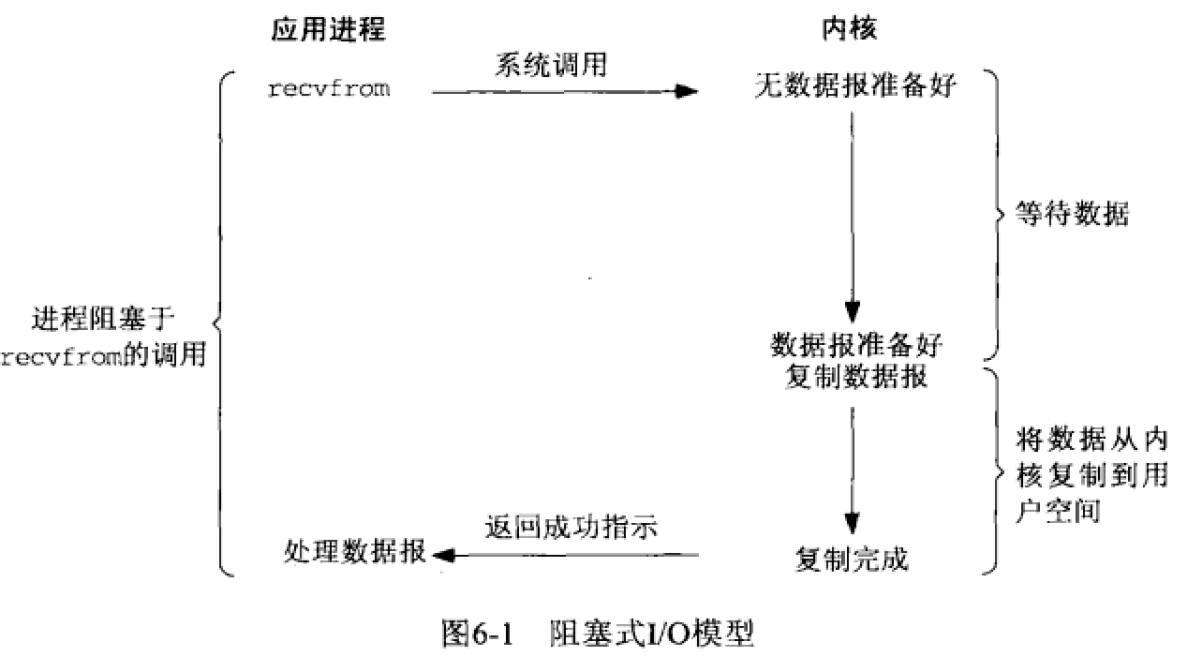 应用进程
内核
系统调用
recvfrom
无数据报准备好
等待数据
进程阻塞于
recvfrom的调用
数据报准备好
复制数据报
将数据从内
核复制到用
户空间
返回成功指示
处理数据报
复制完成
图6-1 阻塞式I/O模型